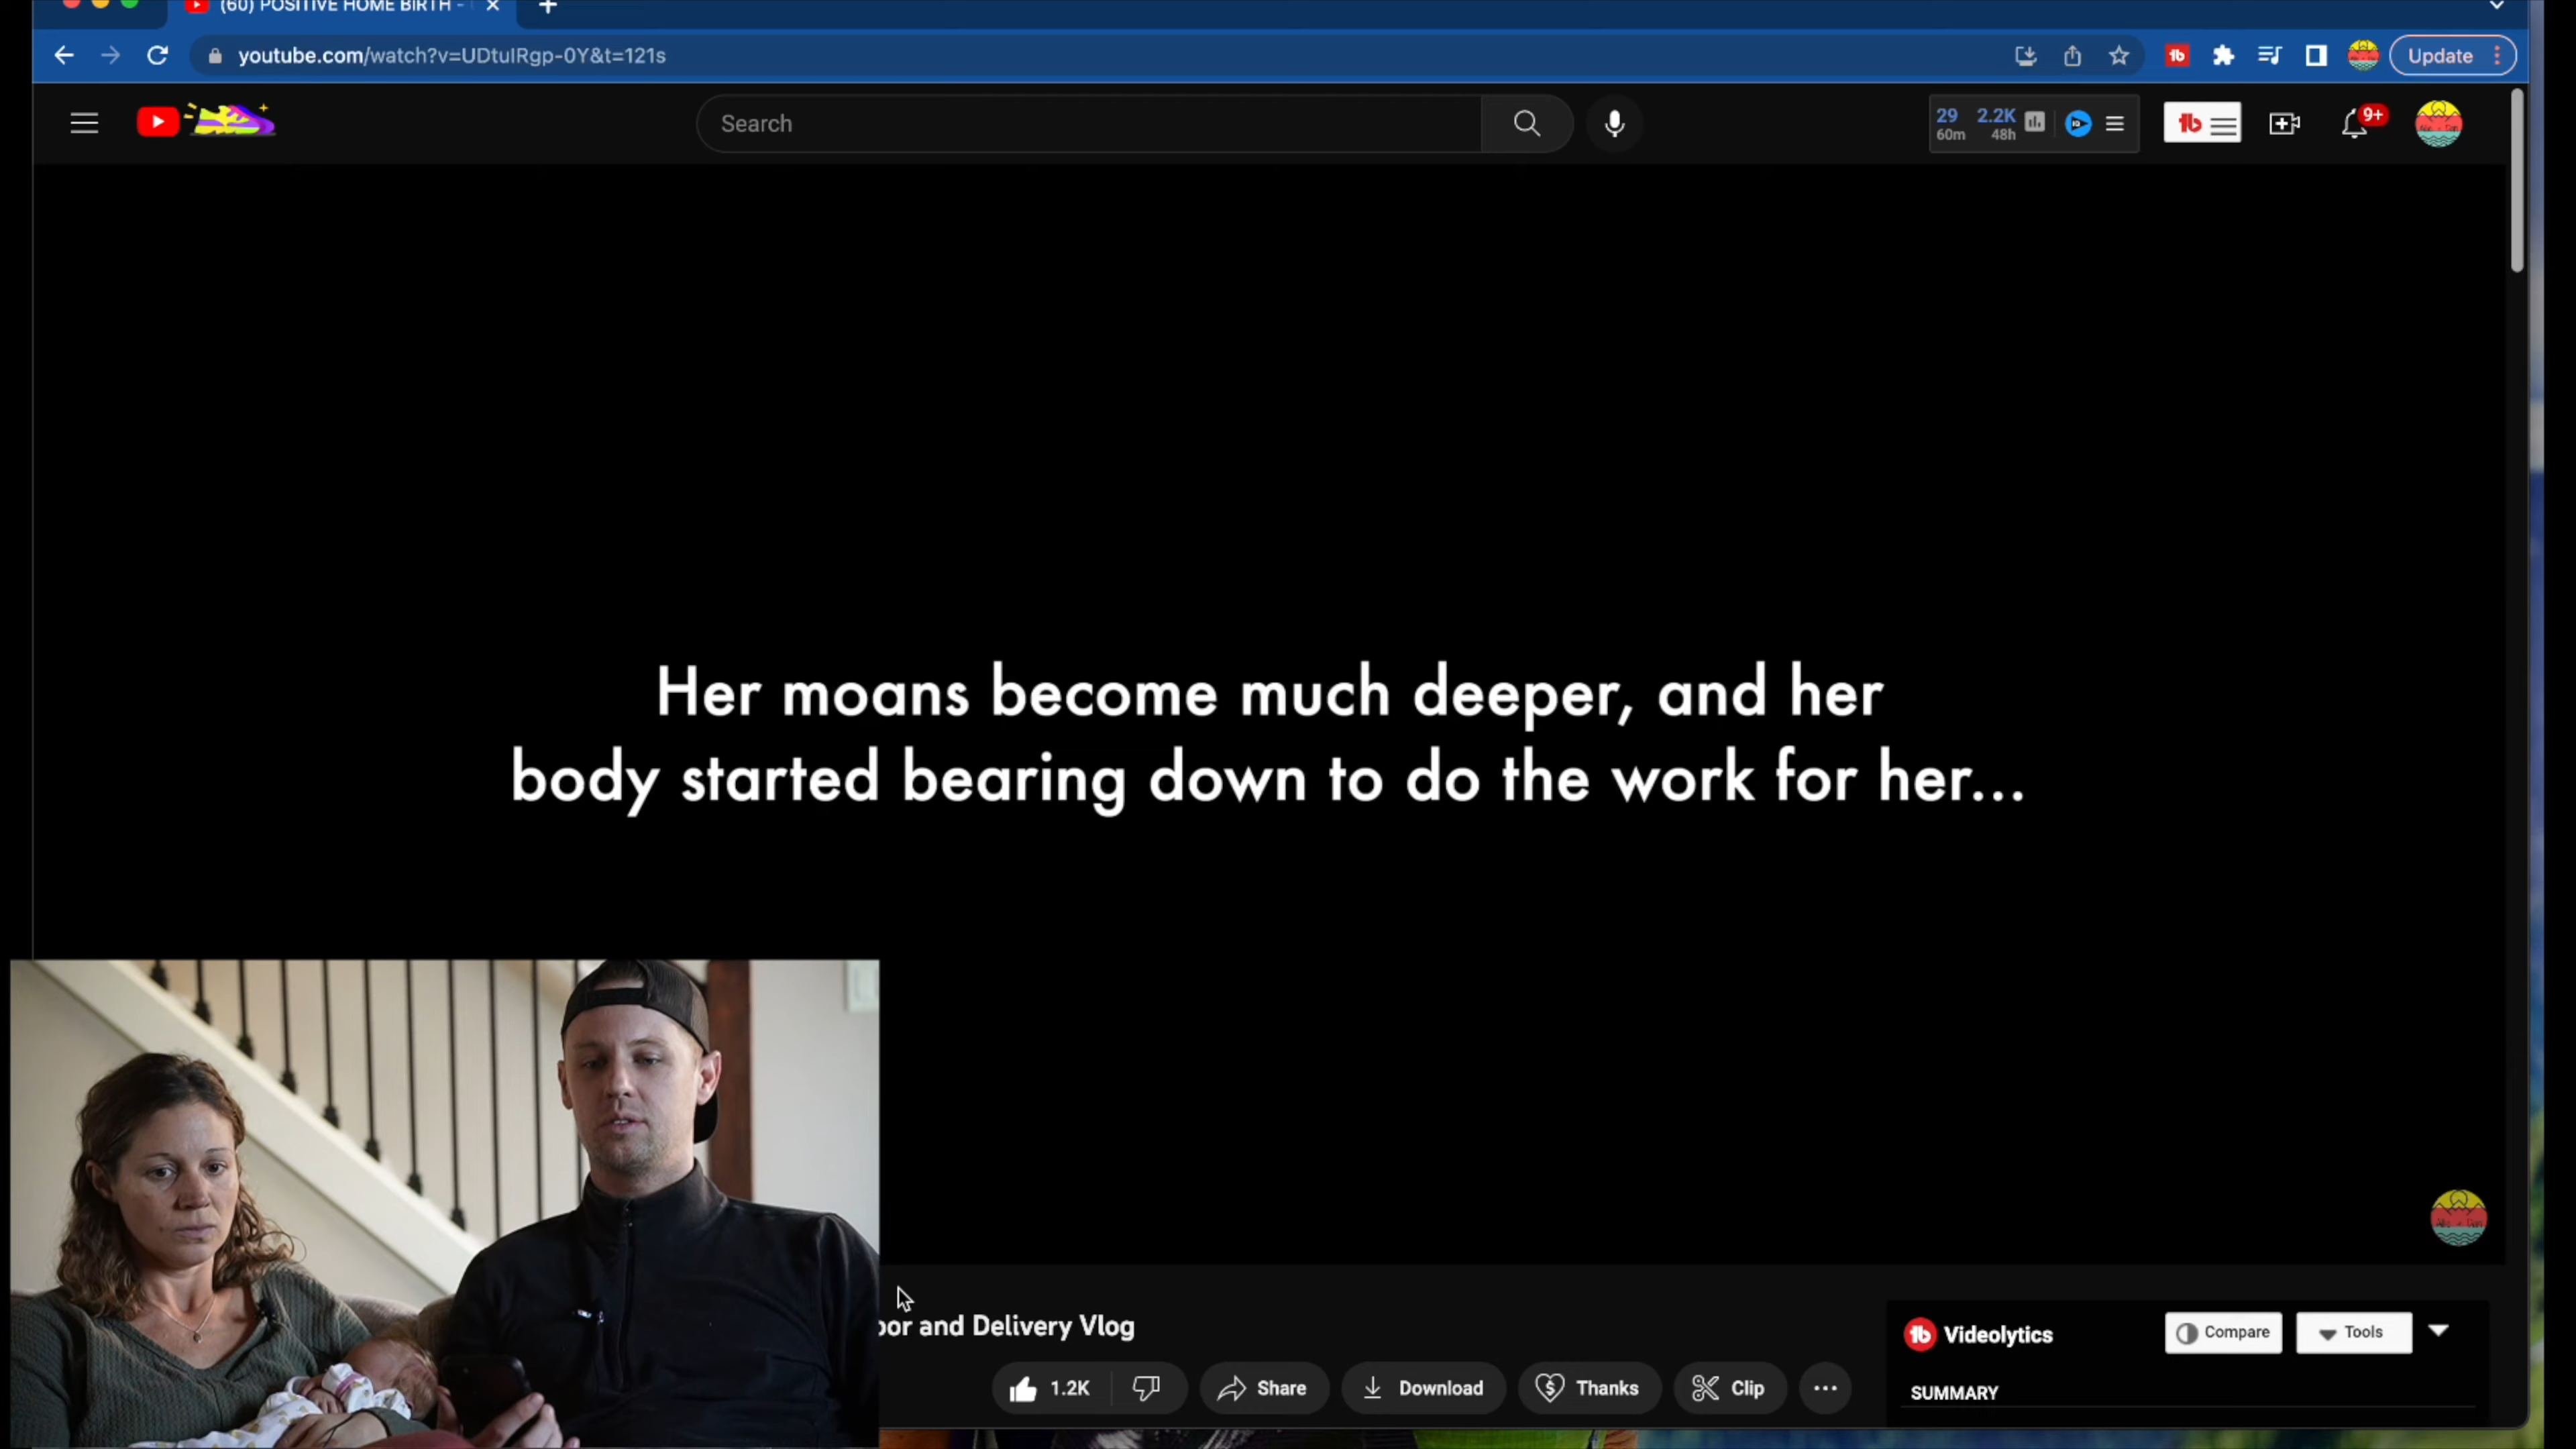 (60) POSITIVE HOME BIRTH -
youtube.com/watch?v=UDtuIRgp-0Y&t=121s
Update
Search
29 2.2K
60m 48h
9+
Her moans become much deeper, and her
body started bearing down to do the work for her...
or and Delivery Vlog
1.2K
Share
Download
Thanks
Clip
Videolytics
Compare
Tools
SUMMARY